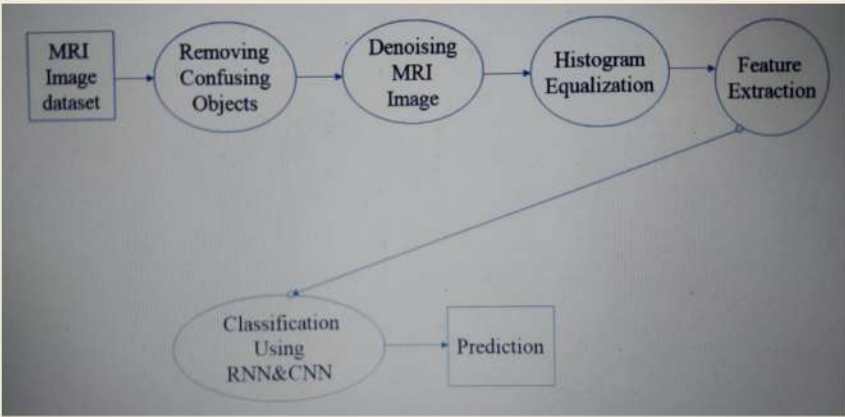 MRI
Image
dataset
Removing
Confusing
Objects
Denoising
MRI
Image
Histogram
Equalization
Feature
Extraction
Classification
Using
RNN&CNN
Prediction